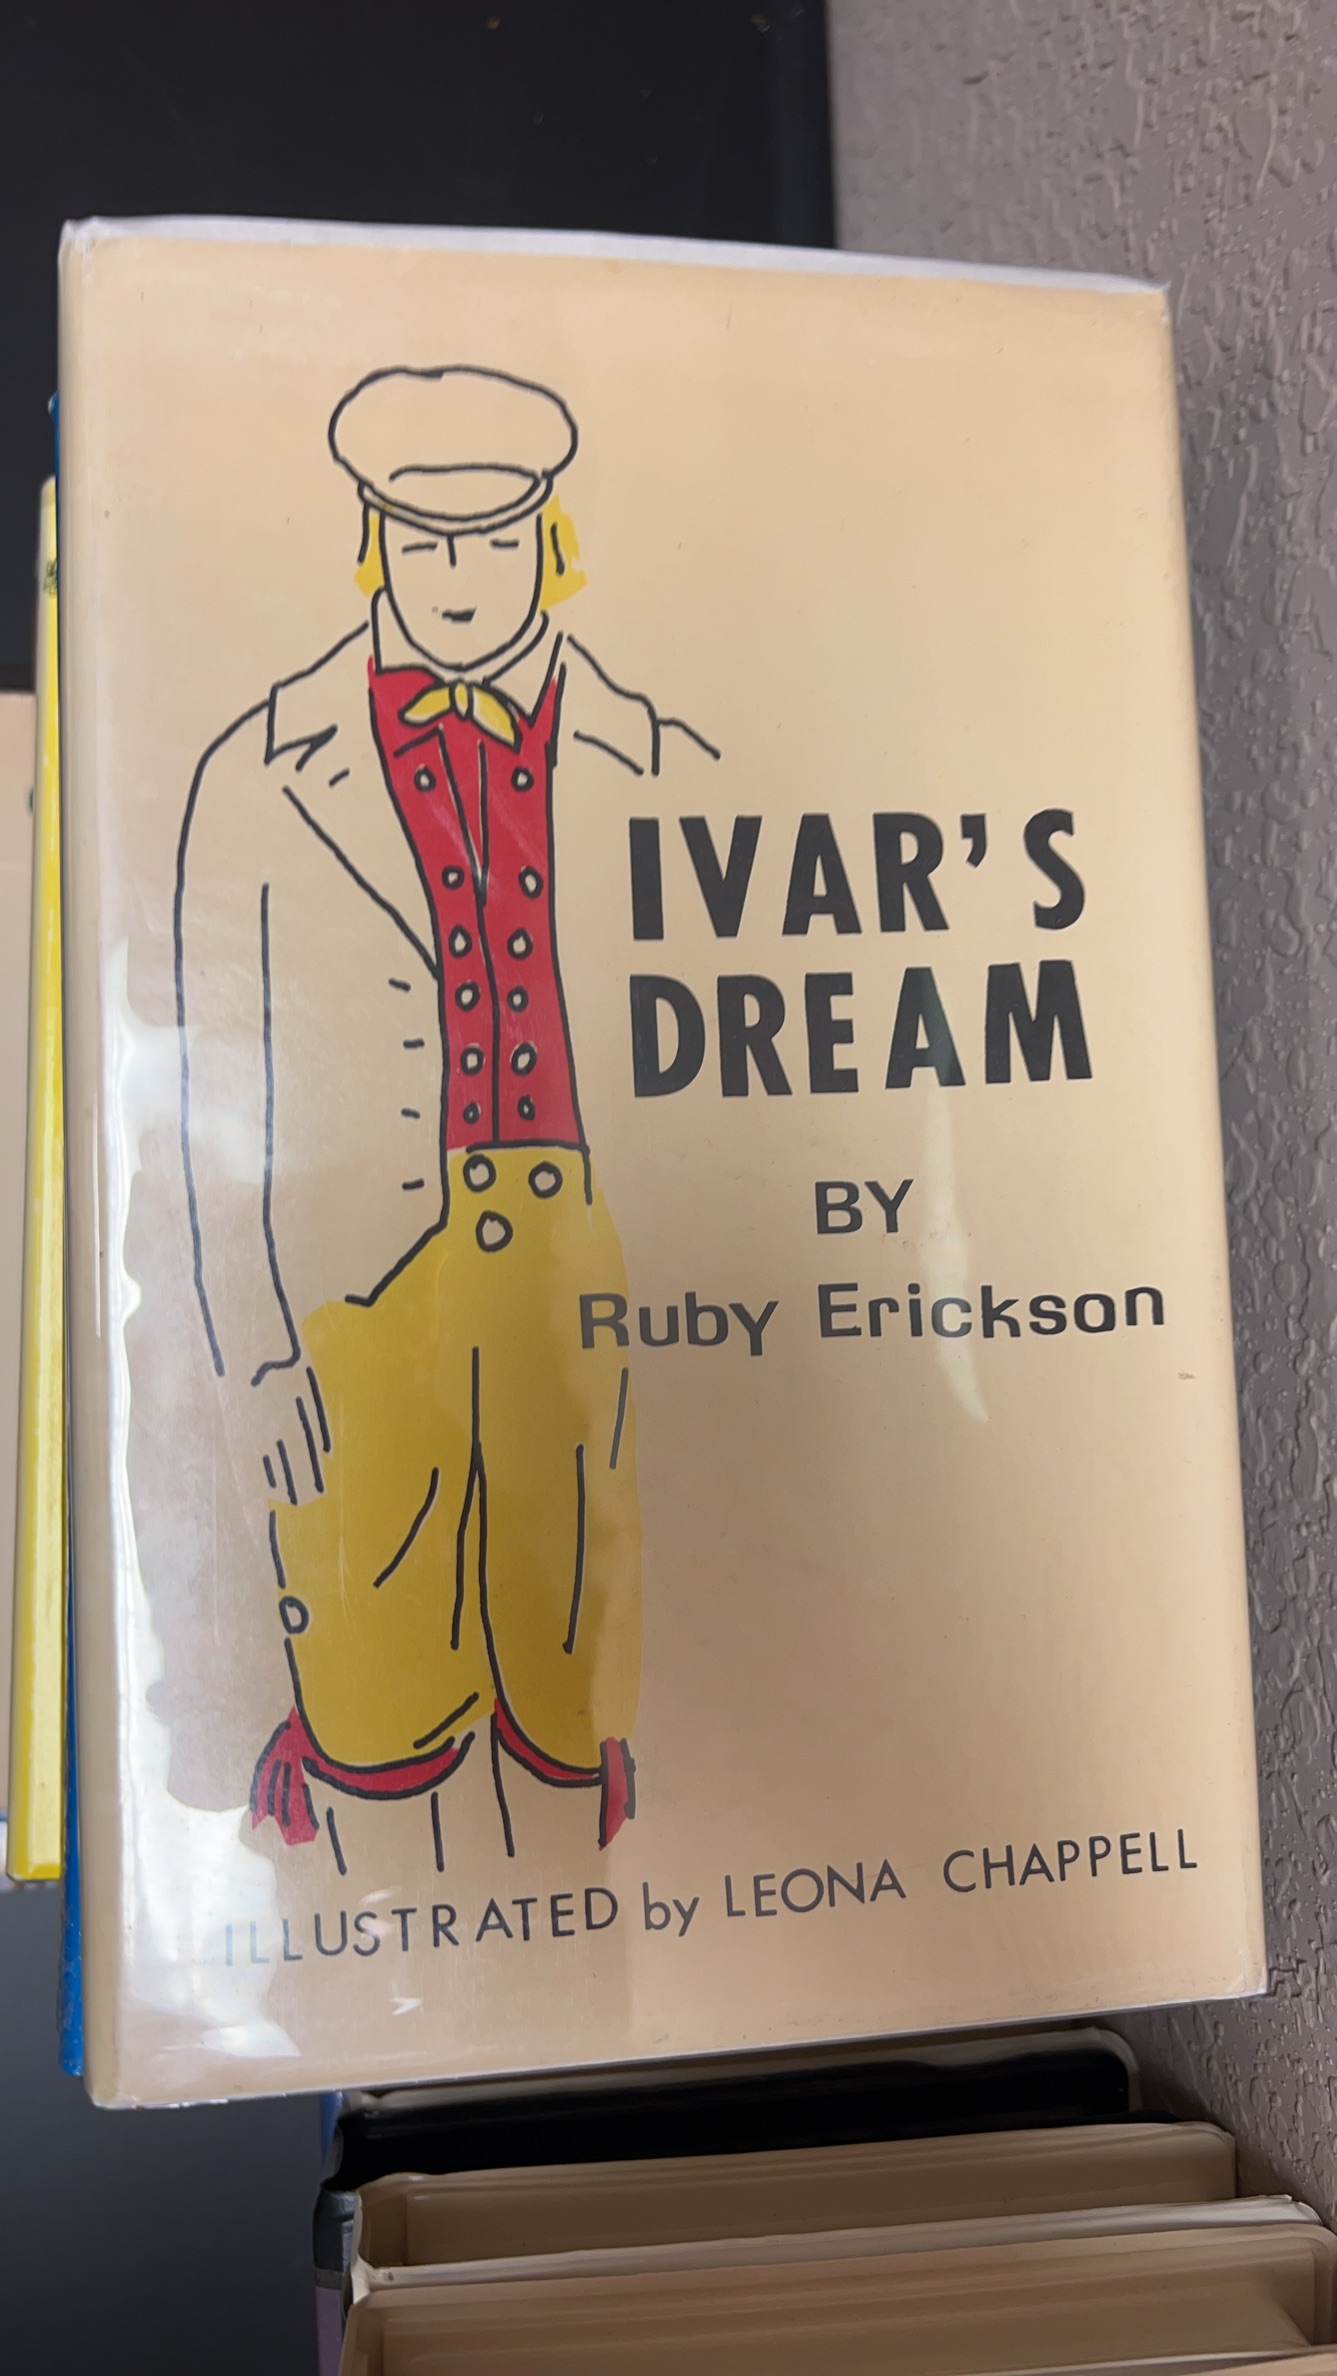 IVAR'S
DREAM
BY
Ruby Erickson
ILLUSTRATED by LEONA CHAPPELL